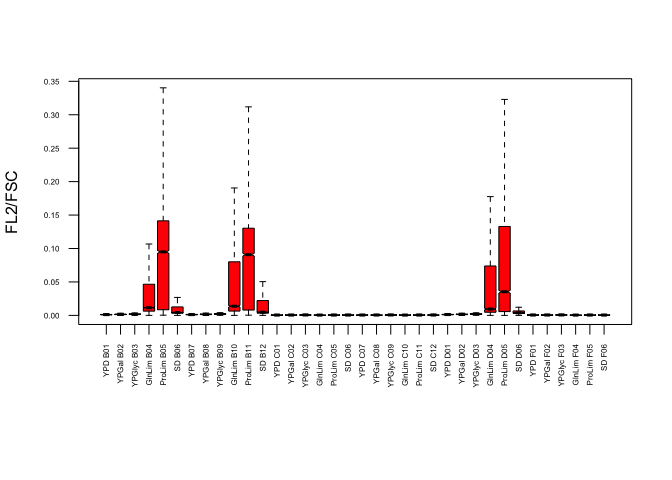 FL2/FSC
0.35
0.30
0.25
0.20
0.15
0.10
0.05
0.00
YPD B01
YPGal B02
YPGlyc B03
GlnLim B04
ProLim B05
SD B06
YPD B07
YPGal B08
YPGlyc B09
GlnLim B10
ProLim B11
SD B12
YPD C01
YPGal C02
YPGlyc C03
GlnLim C04
ProLim C05
SD C06
YPD C07
YPGal C08
YPGlyc C09
GlnLim C10
ProLim C11
SD C12
YPD D01
YPGal D02
YPGlyc D03
GlnLim D04
ProLim D05
SD D06
YPD F01
YPGal F02
YPGlyc F03
GlnLim F04
ProLim F05
SD F06